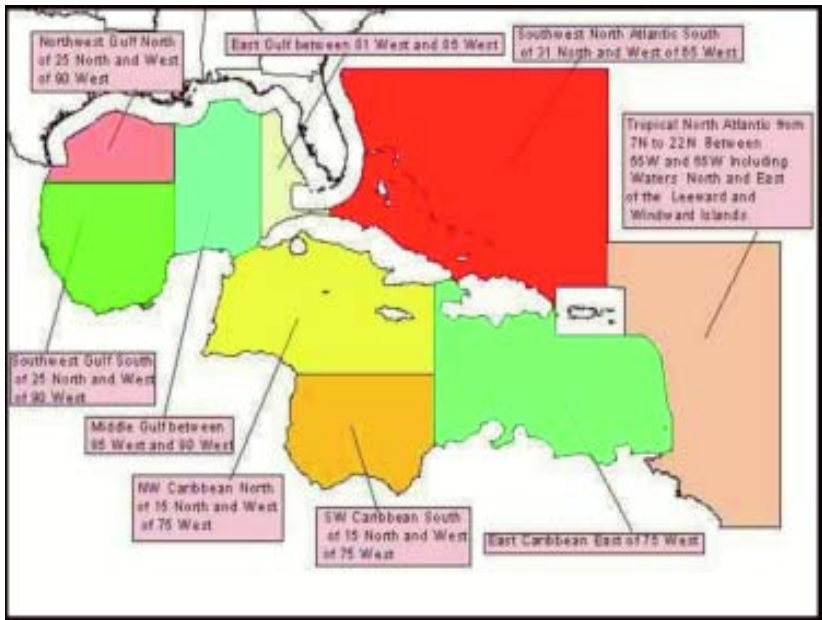 Northwest Gulf North
of 25 North and West
of 90 West
East Gulf between 81 West and 85 West
Southwest North Atlantic South
of 31 North and West of 65 West
Tropical North Atlantic from
7N to 22N Between
55W and 65W Including
Waters North and East
of the Leeward and
Windward Islands
Southwest Gulf South
of 25 North and West
of 90 West
Middle Gulf between
85 West and 90 West
NW Caribbean North
of 15 North and West
of 75 West
SW Caribbean South
of 15 North and West
of 75 West
East Caribbean East of 75 West